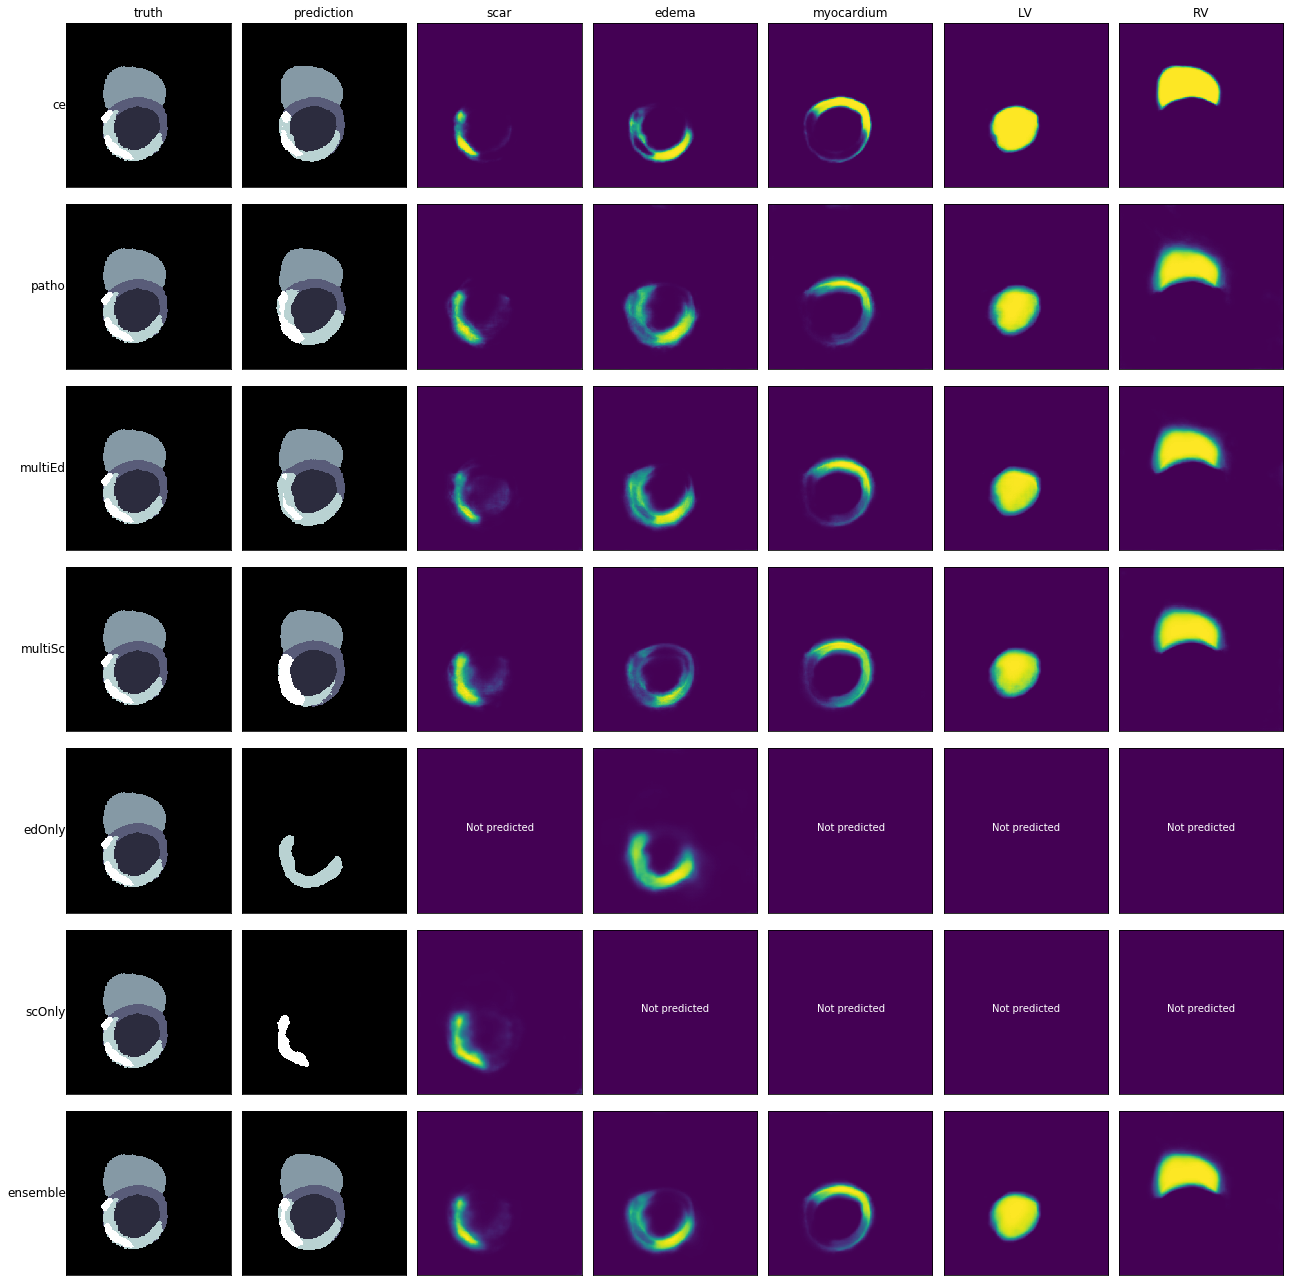 truth prediction scar edema myocardium LV RV
ce
patho
multiEd
multiSc
edOnly Not predicted Not predicted Not predicted Not predicted
scOnly Not predicted Not predicted Not predicted Not predicted
ensemble